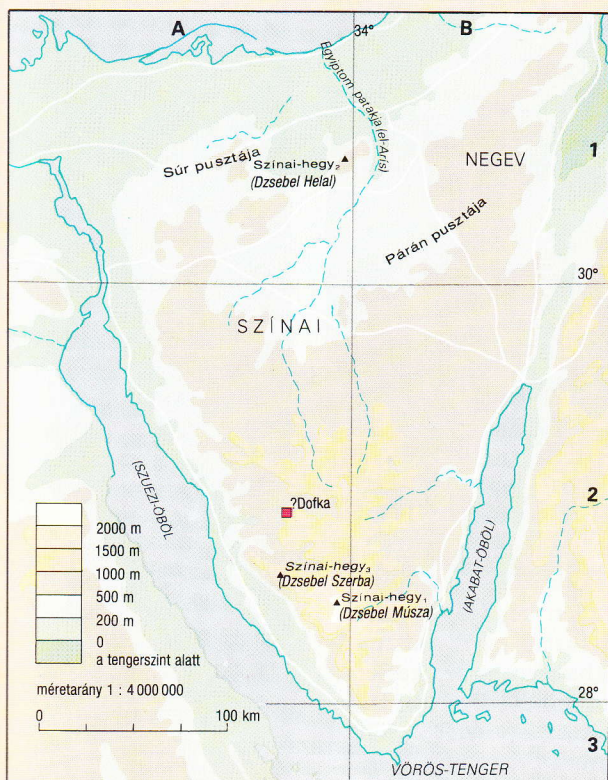 A
34°
B
Egyiptom patakja (el-Aris)
1
Súr pusztája
Színai-hegy₂
(Dzsebel Helal)
NEGEV
Párán pusztája
30°
SZÍNAI
(SZUEZI-ÖBÖL
?Dofka
2
2000 m
1500 m
1000 m
500 m
200 m
0
a tengerszint alatt
Színai-hegy₃
(Dzsebel Szerba)
Színai-hegy₁
(Dzsebel Músza)
(AKABAT-ÖBÖL)
méretarány 1 : 4 000 000
0 100 km
28°
3
VÖRÖS-TENGER